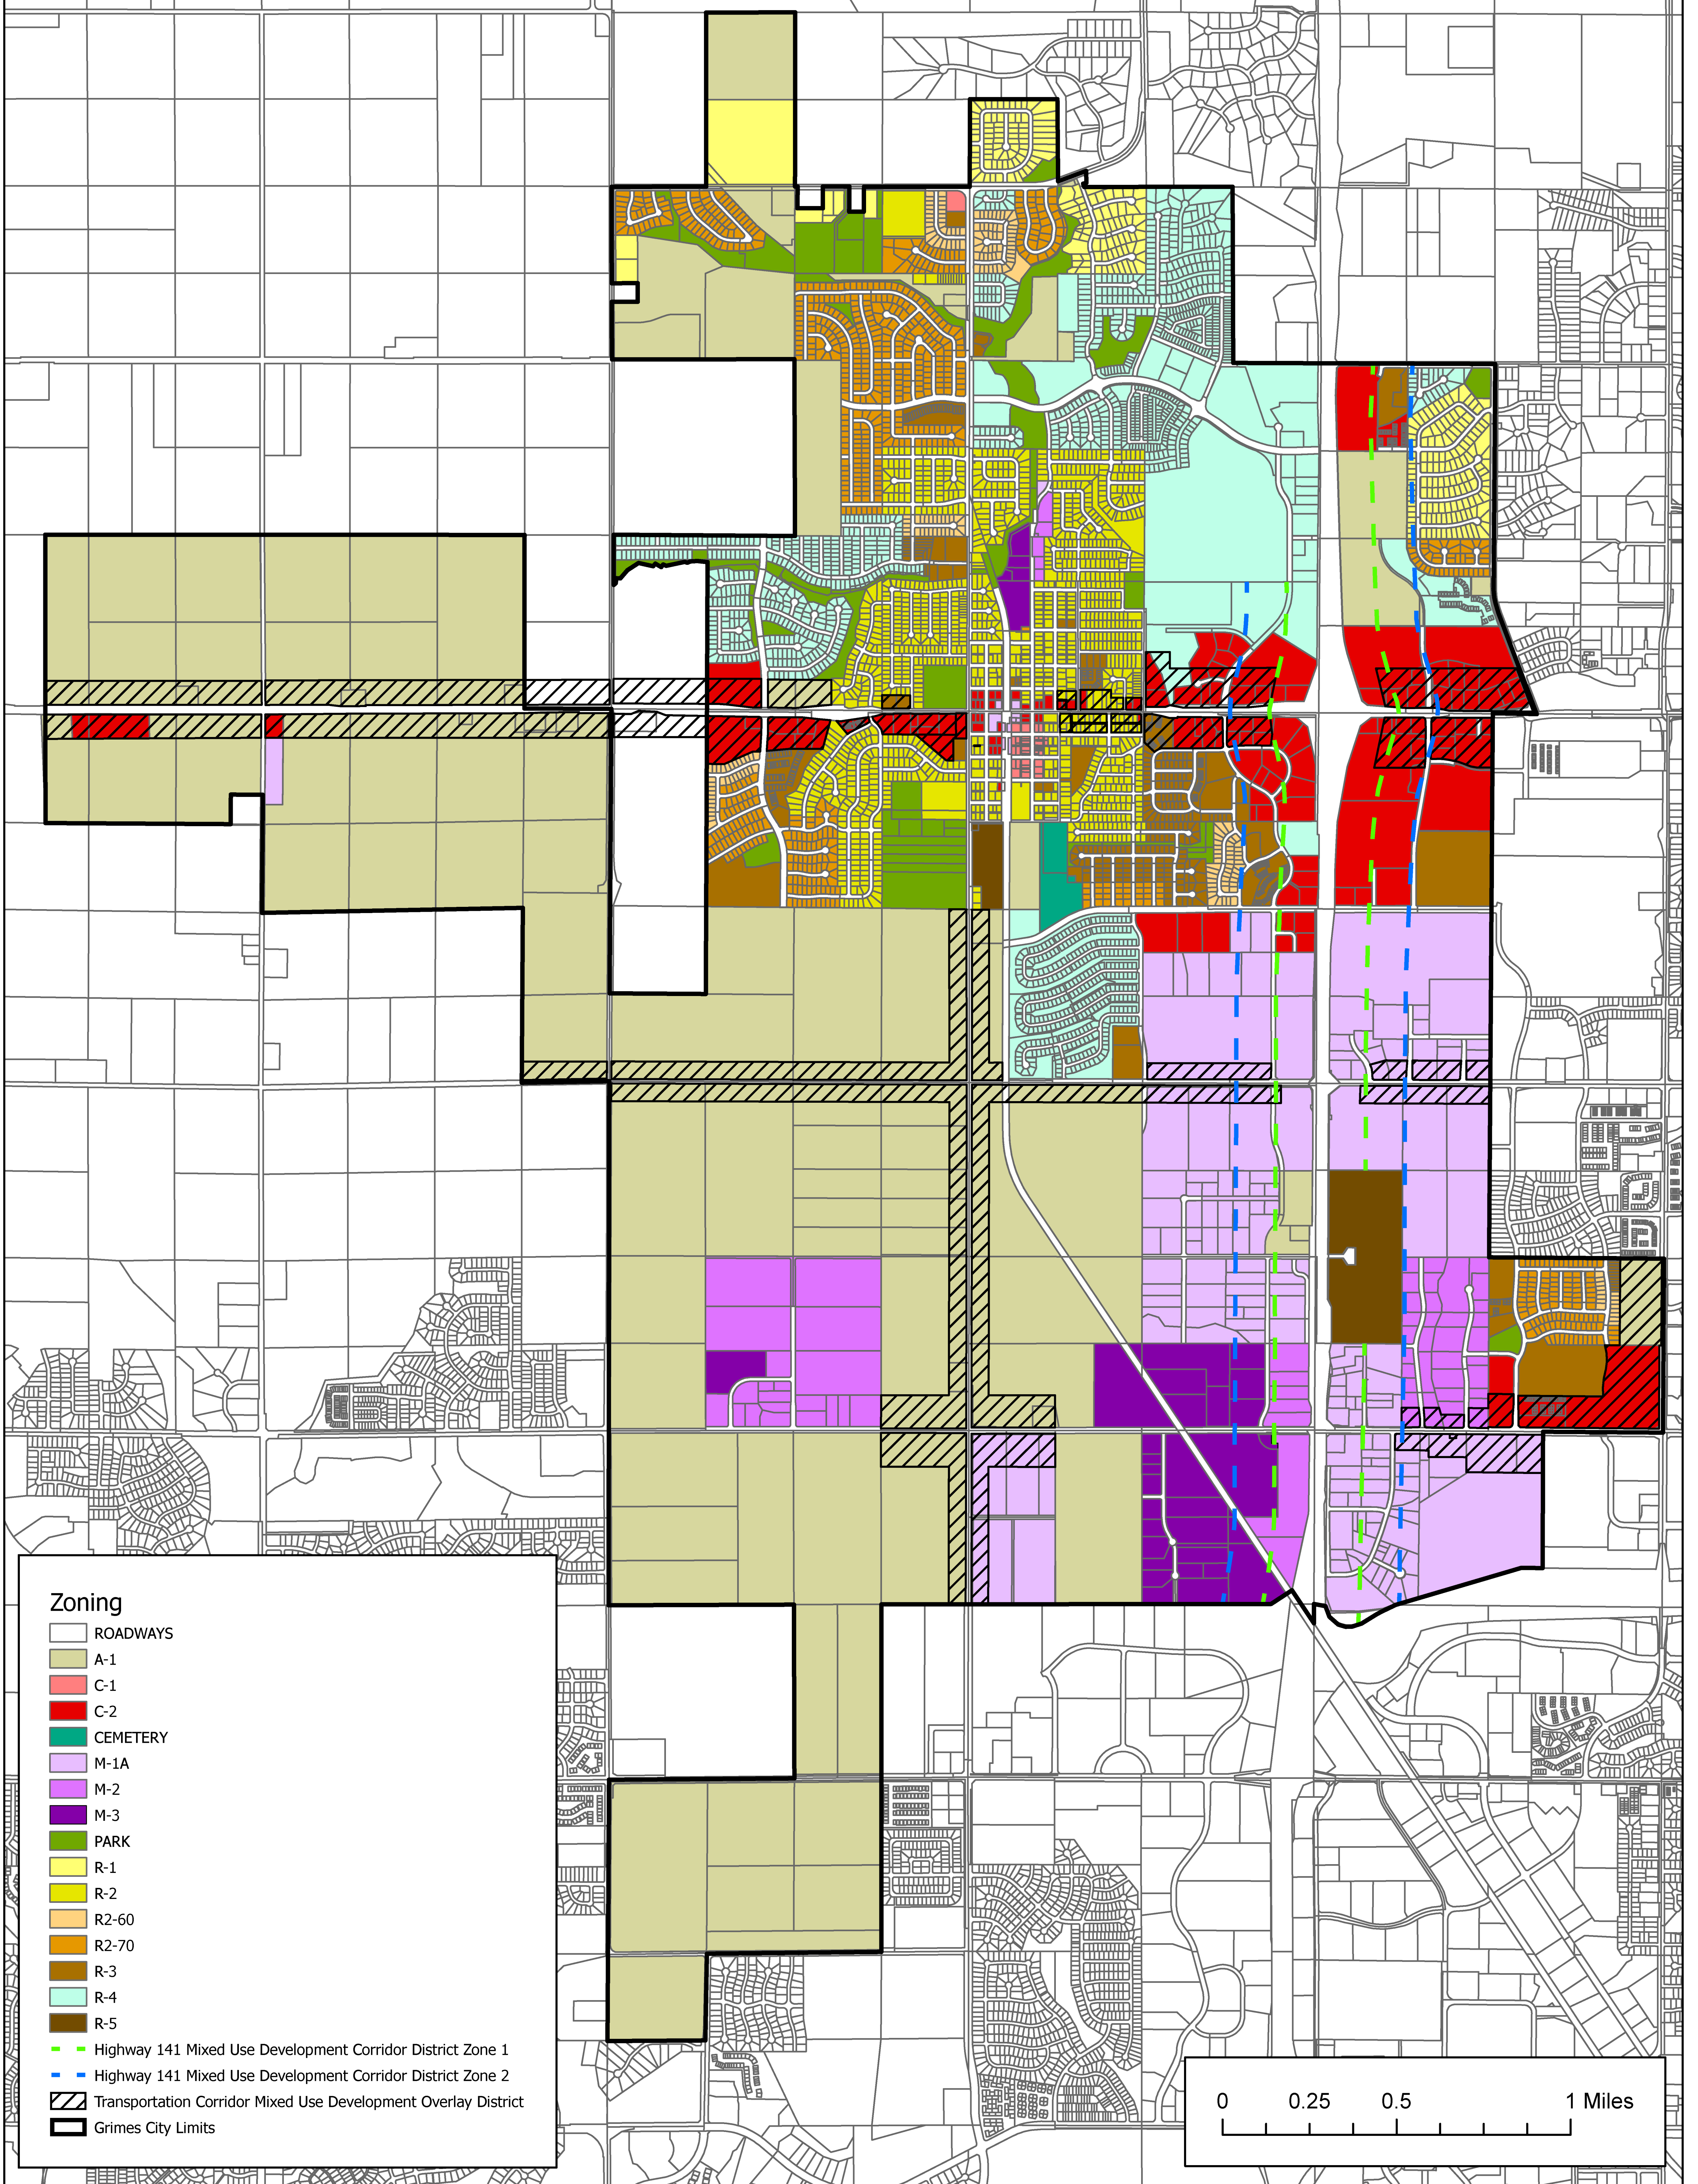 Zoning
ROADWAYS
A-1
C-1
C-2
CEMETERY
M-1A
M-2
M-3
PARK
R-1
R-2
R2-60
R2-70
R-3
R-4
R-5
Highway 141 Mixed Use Development Corridor District Zone 1
Highway 141 Mixed Use Development Corridor District Zone 2
Transportation Corridor Mixed Use Development Overlay District
Grimes City Limits
0 0.25 0.5 1 Miles